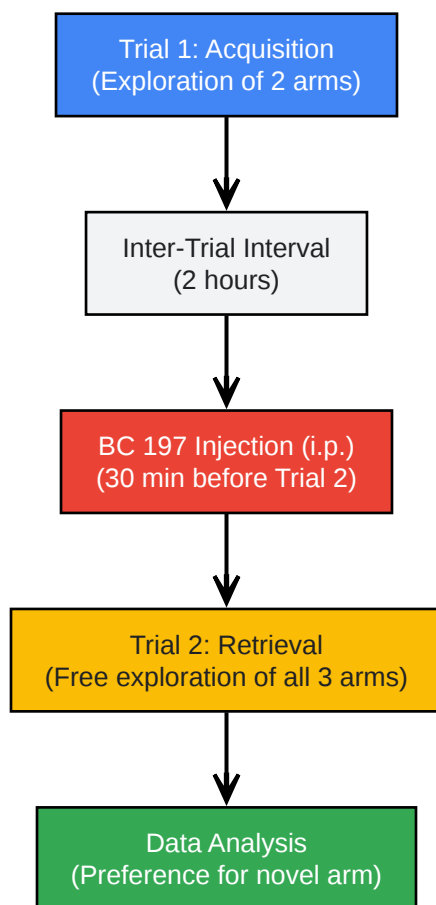 Trial 1: Acquisition
(Exploration of 2 arms)
Inter-Trial Interval
(2 hours)
BC 197 Injection (i.p.)
(30 min before Trial 2)
Trial 2: Retrieval
(Free exploration of all 3 arms)
Data Analysis
(Preference for novel arm)